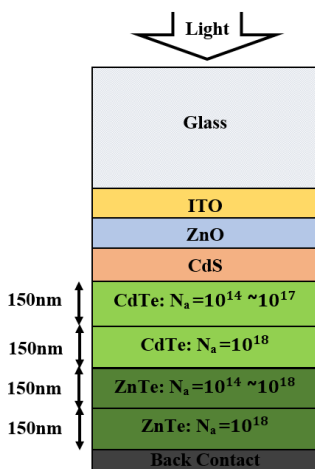 Light
Glass
ITO
ZnO
CdS
150nm CdTe: Nₐ=10¹⁴ ~10¹⁷
150nm CdTe: Nₐ=10¹⁸
150nm ZnTe: Nₐ=10¹⁴ ~10¹⁸
150nm ZnTe: Nₐ=10¹⁸
Back Contact